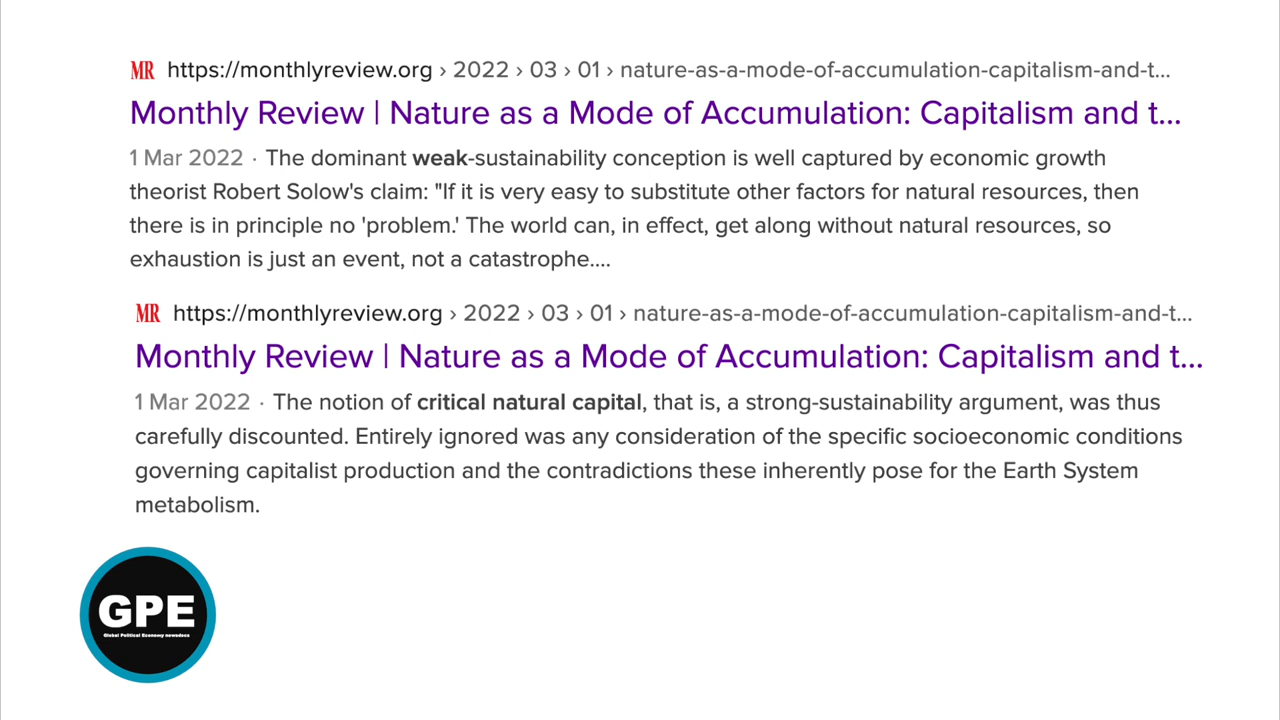 MR https://monthlyreview.org › 2022 › 03 › 01 › nature-as-a-mode-of-accumulation-capitalism-and-t...
Monthly Review | Nature as a Mode of Accumulation: Capitalism and t...
1 Mar 2022 · The dominant weak-sustainability conception is well captured by economic growth
theorist Robert Solow's claim: "If it is very easy to substitute other factors for natural resources, then
there is in principle no 'problem.' The world can, in effect, get along without natural resources, so
exhaustion is just an event, not a catastrophe....
MR https://monthlyreview.org › 2022 › 03 › 01 › nature-as-a-mode-of-accumulation-capitalism-and-t...
Monthly Review | Nature as a Mode of Accumulation: Capitalism and t...
1 Mar 2022 · The notion of critical natural capital, that is, a strong-sustainability argument, was thus
carefully discounted. Entirely ignored was any consideration of the specific socioeconomic conditions
governing capitalist production and the contradictions these inherently pose for the Earth System
metabolism.
GPE
Global Political Economy newsdocs